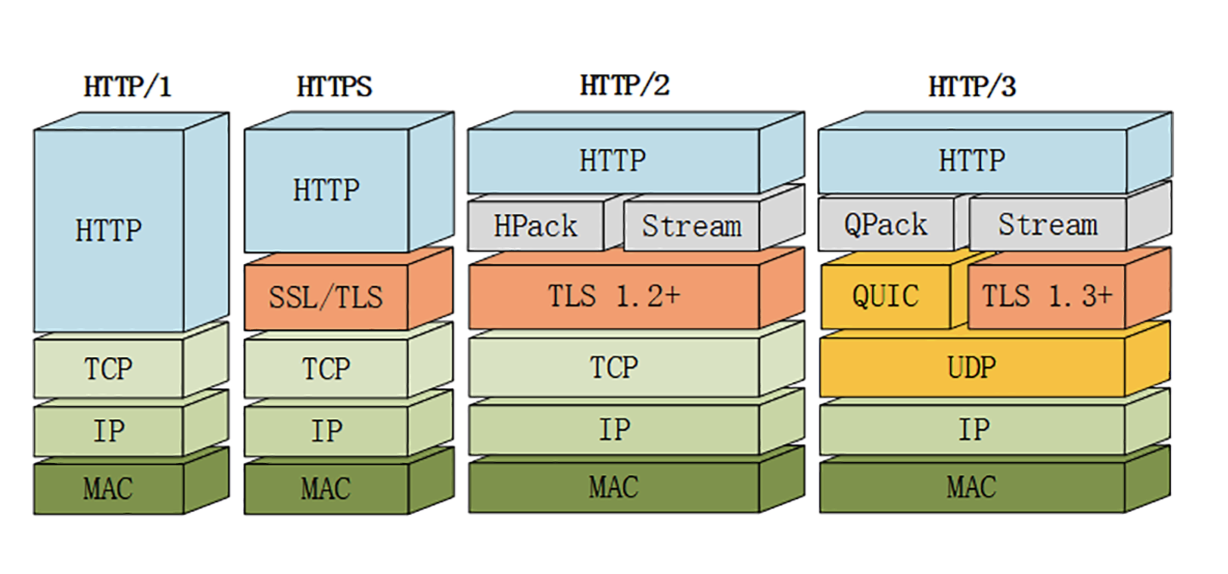 HTTP/1
HTTPS
HTTP/2
HTTP/3
HTTP
TCP
IP
MAC
HTTP
SSL/TLS
TCP
IP
MAC
HTTP
HPack
Stream
TLS 1.2+
TCP
IP
MAC
HTTP
QPack
Stream
QUIC
TLS 1.3+
UDP
IP
MAC